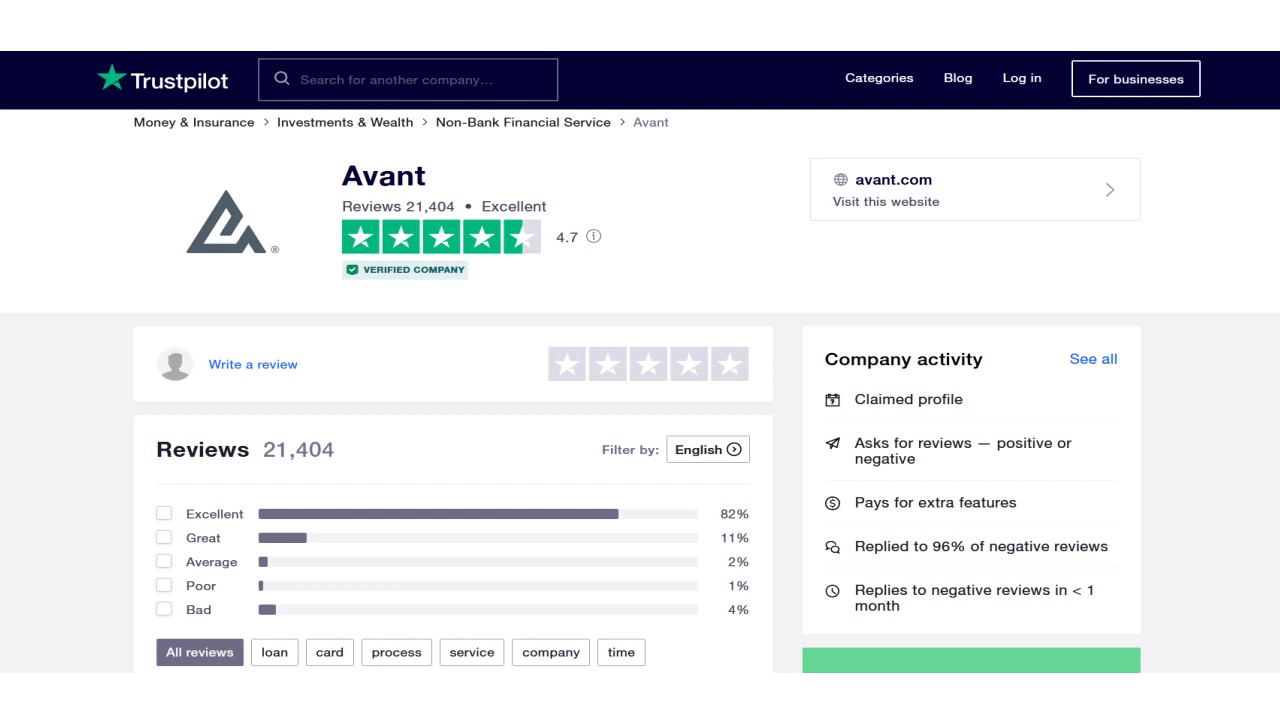 Trustpilot
Search for another company...
Categories
Blog
Log in
For businesses
Money & Insurance > Investments & Wealth > Non-Bank Financial Service > Avant
Avant
Reviews 21,404 • Excellent
4.7
VERIFIED COMPANY
®
avant.com
Visit this website
Write a review
Reviews 21,404
Filter by: English
Excellent 82%
Great 11%
Average 2%
Poor 1%
Bad 4%
All reviews
loan
card
process
service
company
time
Company activity
See all
Claimed profile
Asks for reviews — positive or
negative
Pays for extra features
Replied to 96% of negative reviews
Replies to negative reviews in < 1
month